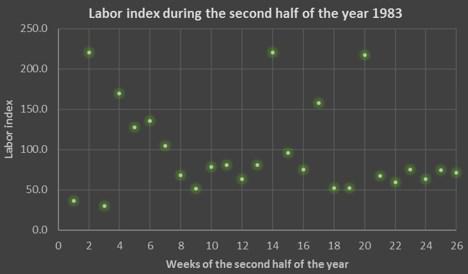 Labor index during the second half of the year 1983
250.0
200.0
150.0
100.0
50.0
0.0
Labor index
0 2 4 6 8 10 12 14 16 18 20 22 24 26
Weeks of the second half of the year